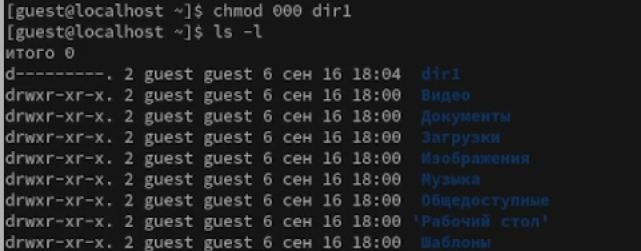 [guest@localhost ~]$ chmod 000 dir1
[guest@localhost ~]$ ls -l
итого 0
d---------. 2 guest guest 6 сен 16 18:04  dir1
drwxr-xr-x. 2 guest guest 6 сен 16 18:00  Видео
drwxr-xr-x. 2 guest guest 6 сен 16 18:00  Документы
drwxr-xr-x. 2 guest guest 6 сен 16 18:00  Загрузки
drwxr-xr-x. 2 guest guest 6 сен 16 18:00  Изображения
drwxr-xr-x. 2 guest guest 6 сен 16 18:00  Музыка
drwxr-xr-x. 2 guest guest 6 сен 16 18:00  Общедоступные
drwxr-xr-x. 2 guest guest 6 сен 16 18:00 'Рабочий стол'
drwxr-xr-x. 2 guest guest 6 сен 16 18:00  Шаблоны